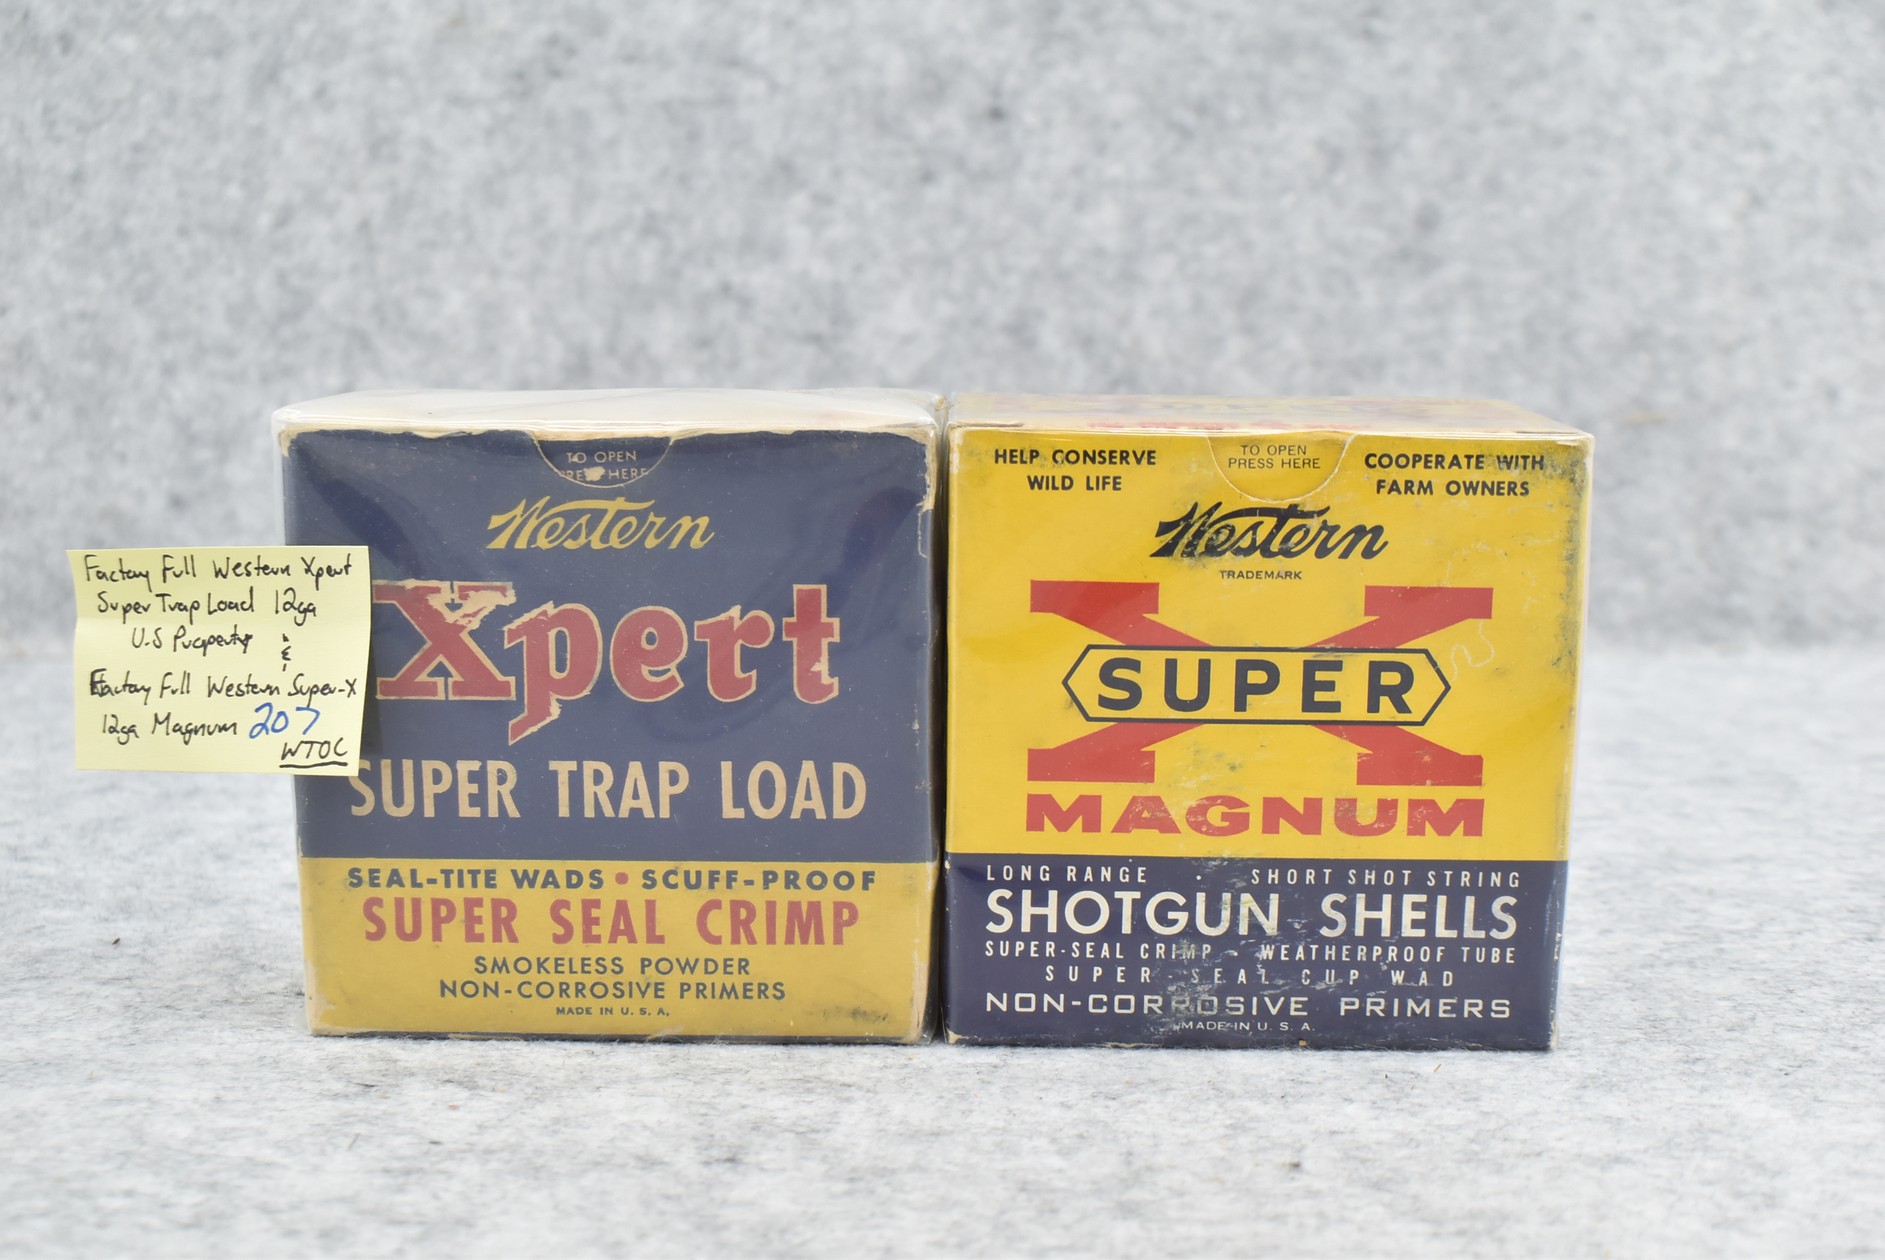 Factory Full Western Xpert
Super Trap Load 12ga
U.S Property &
Factory Full Western Super-X
12ga Magnum 207
WTOC
TO OPEN
PRESS HERE
Western
Xpert
SUPER TRAP LOAD
SEAL-TITE WADS • SCUFF-PROOF
SUPER SEAL CRIMP
SMOKELESS POWDER
NON-CORROSIVE PRIMERS
MADE IN U. S. A.
HELP CONSERVE
WILD LIFE
TO OPEN
PRESS HERE
COOPERATE WITH
FARM OWNERS
Western
TRADEMARK
X
SUPER
MAGNUM
LONG RANGE · SHORT SHOT STRING
SHOTGUN SHELLS
SUPER-SEAL CRIMP - WEATHERPROOF TUBE
SUPER-SEAL CUP WAD
NON-CORROSIVE PRIMERS
MADE IN U. S. A.